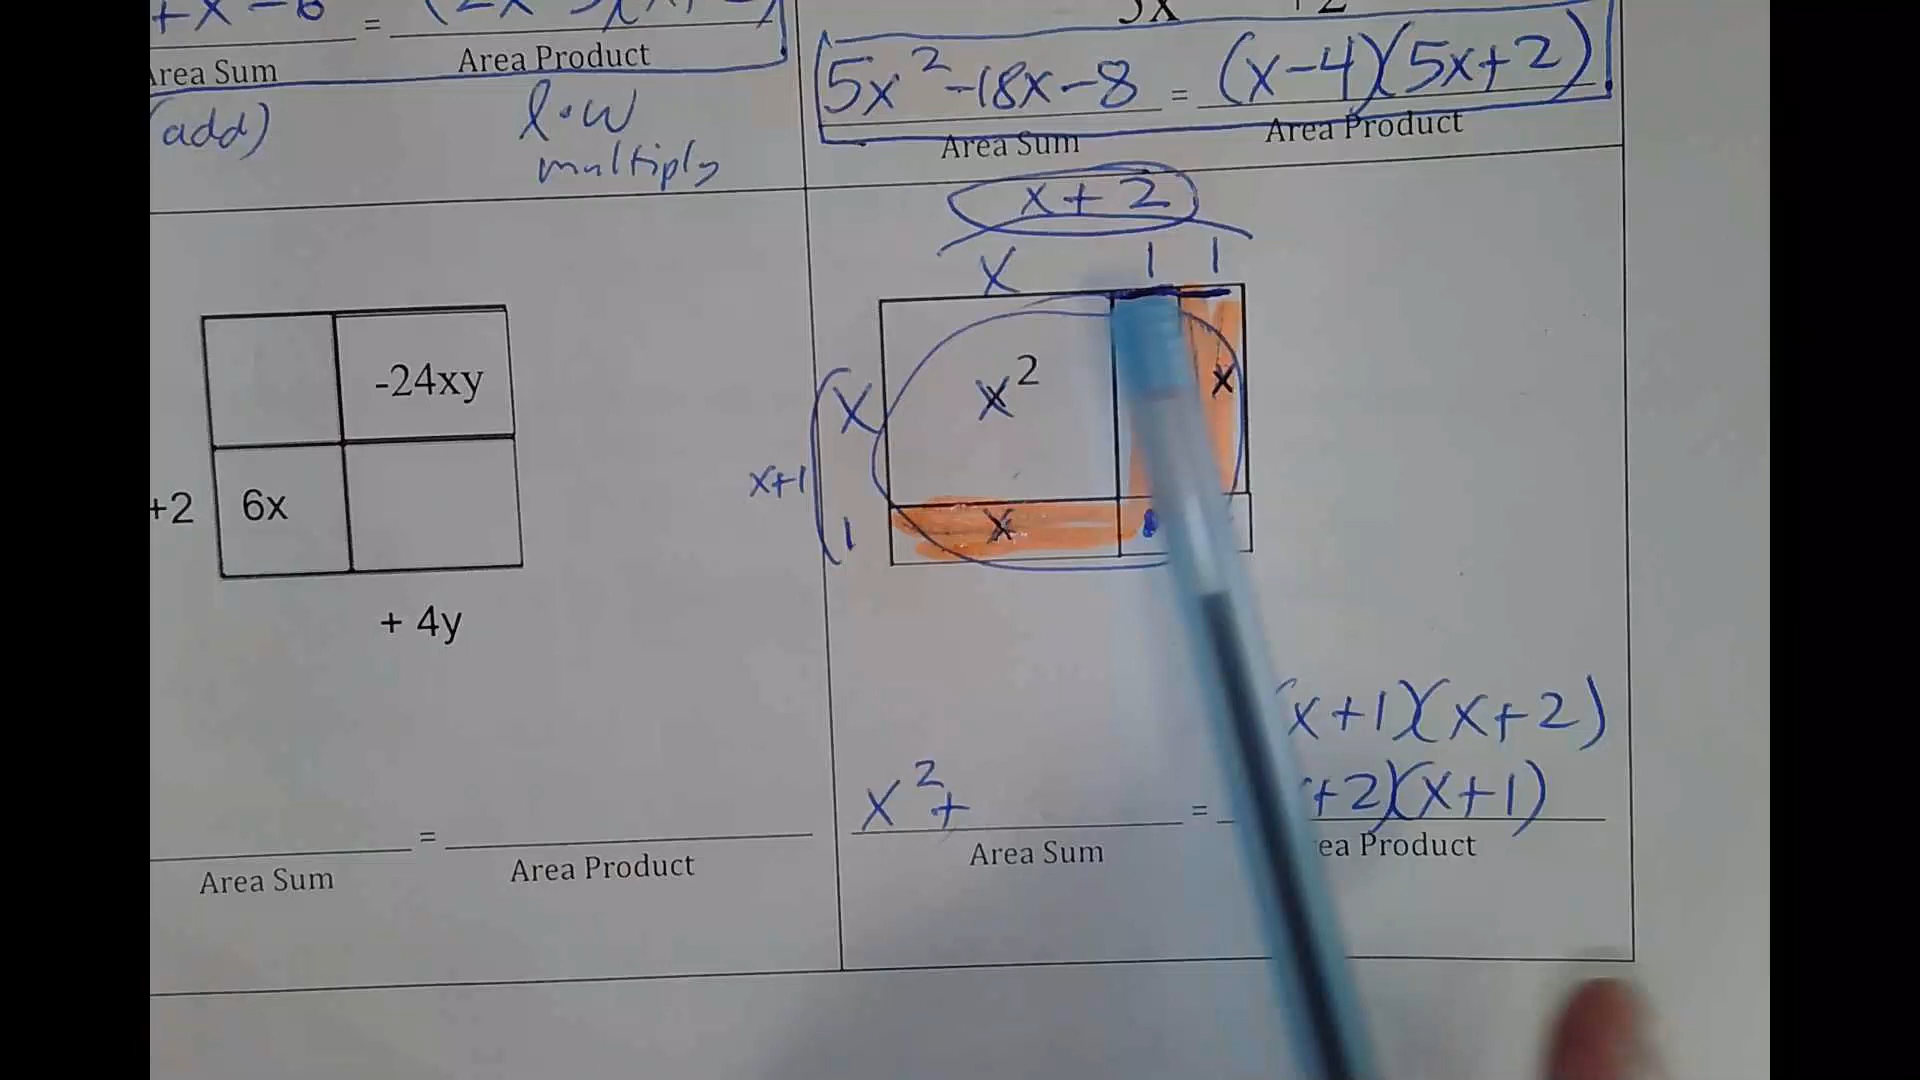 +x-6 =
Area Sum Area Product
(add) l·w
multiply
5x²-18x-8 = (x-4)(5x+2)
Area Sum Area Product
-24xy
+2 6x
+ 4y
=
Area Sum Area Product
x+2
x 1 1
x x² x
x+1
1 x
x+1)(x+2)
x²+ = +2)(x+1)
Area Sum ea Product